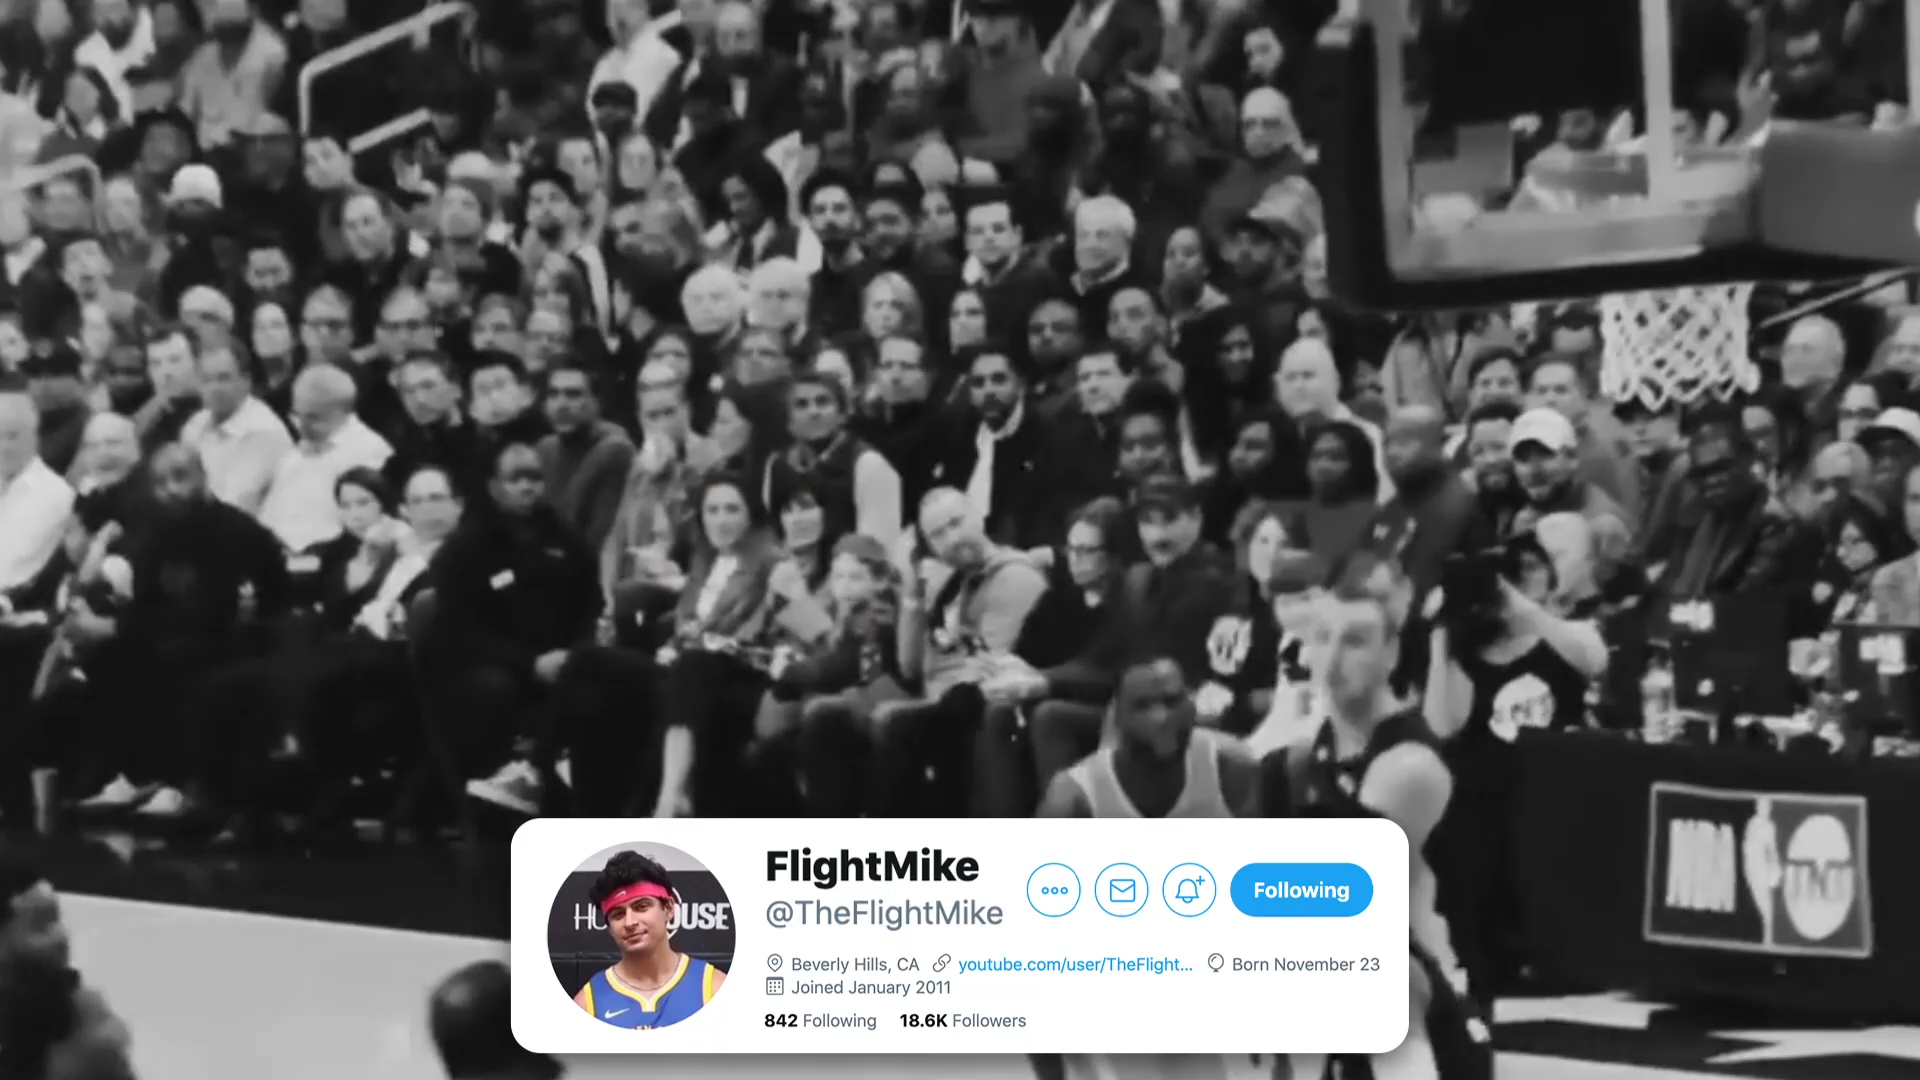 FlightMike
@TheFlightMike
Following
Beverly Hills, CA youtube.com/user/TheFlight... Born November 23
Joined January 2011
842 Following 18.6K Followers